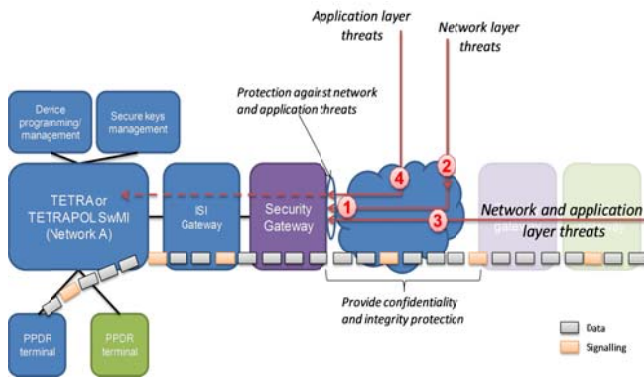 Application layer
threats
Network layer
threats
Protection against network
and application threats
Device
programming/
management
Secure keys
management
4
2
TETRA or
TETRAPOL SwMI
(Network A)
ISI
Gateway
Security
Gateway
1
3
gateway
Network and application
layer threats
Provide confidentiality
and integrity protection
PPDR
terminal
PPDR
terminal
Data
Signalling